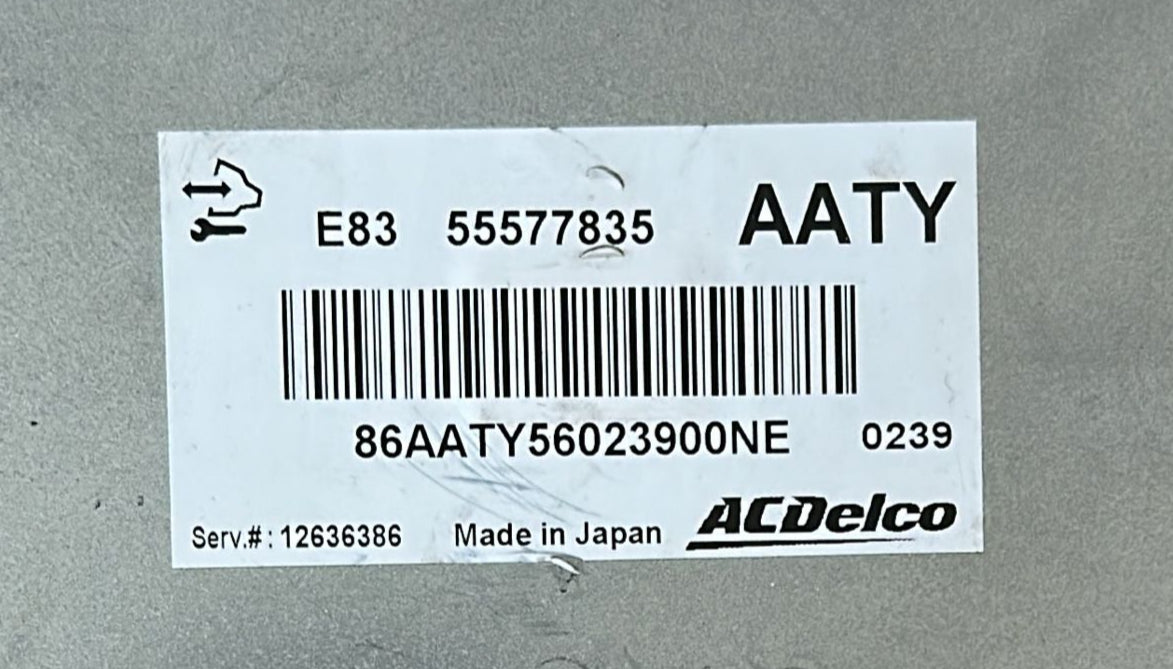 E83 55577835 AATY
86AATY56023900NE 0239
Serv.#: 12636386 Made in Japan ACDelco